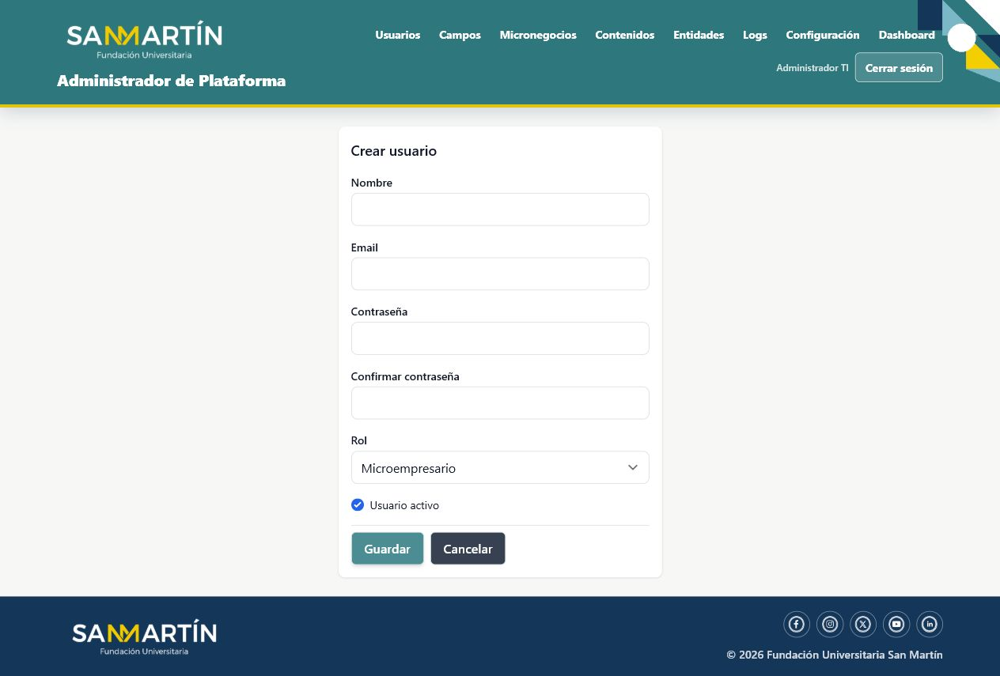 SANMARTÍN
Fundación Universitaria
Administrador de Plataforma
Usuarios Campos Micronegocios Contenidos Entidades Logs Configuración Dashboard
Administrador TI Cerrar sesión
Crear usuario
Nombre
Email
Contraseña
Confirmar contraseña
Rol
Microempresario
Usuario activo
Guardar Cancelar
SANMARTÍN
Fundación Universitaria
© 2026 Fundación Universitaria San Martín